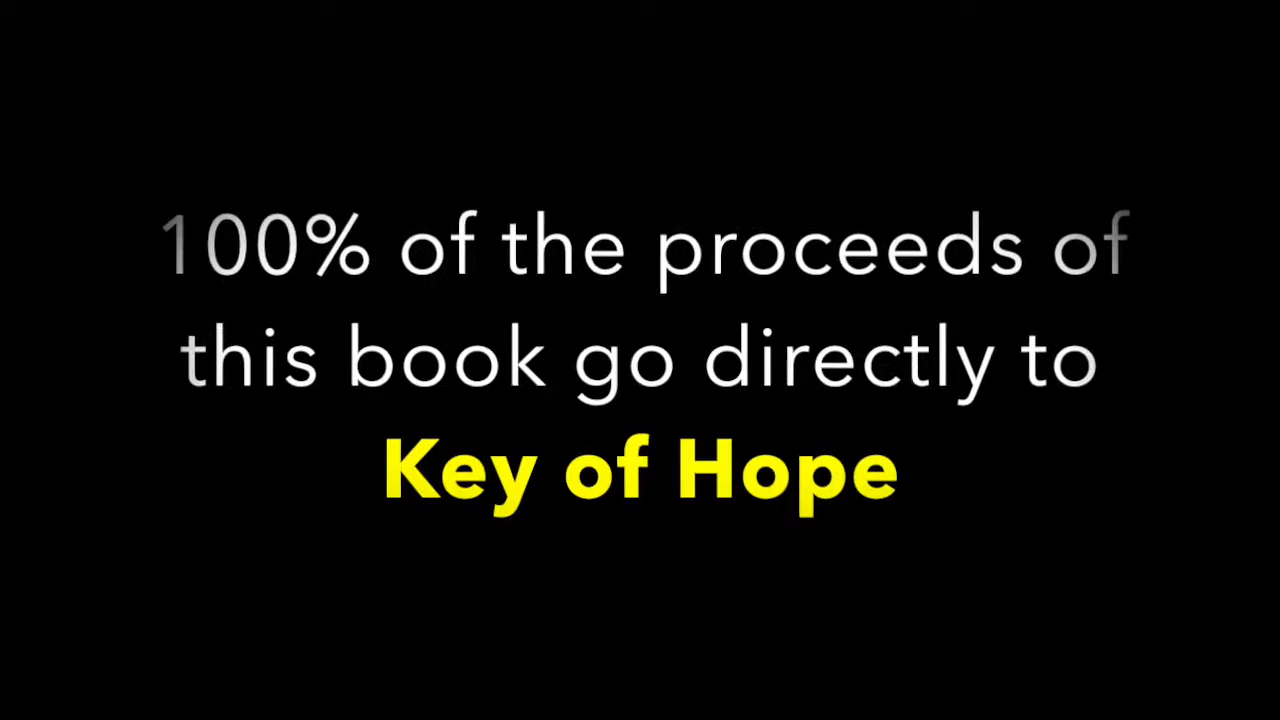 100% of the proceeds of
this book go directly to
Key of Hope